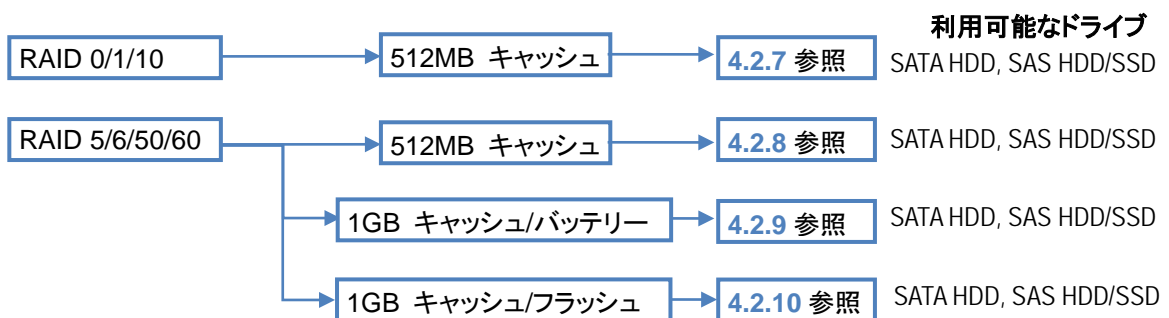 利用可能なドライブ
RAID 0/1/10 512MB キャッシュ 4.2.7 参照 SATA HDD, SAS HDD/SSD
RAID 5/6/50/60 512MB キャッシュ 4.2.8 参照 SATA HDD, SAS HDD/SSD
1GB キャッシュ/バッテリー 4.2.9 参照 SATA HDD, SAS HDD/SSD
1GB キャッシュ/フラッシュ 4.2.10 参照 SATA HDD, SAS HDD/SSD